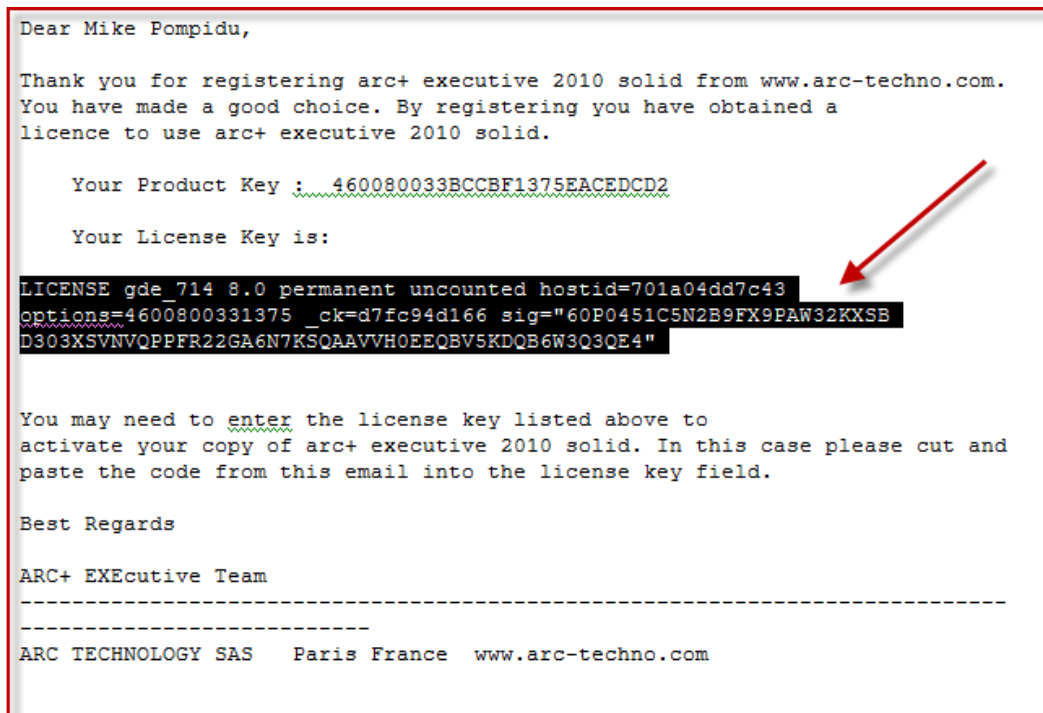 Dear Mike Pompidu,
Thank you for registering arc+ executive 2010 solid from www.arc-techno.com.
You have made a good choice. By registering you have obtained a
licence to use arc+ executive 2010 solid.
Your Product Key :  460080033BCCBF1375EACEDCD2
Your License Key is:
LICENSE gde_714 8.0 permanent uncounted hostid=701a04dd7c43
options=4600800331375 _ck=d7fc94d166 sig="60P0451C5N2B9FX9PAW32KXSB
D303XSVNVQPPFR22GA6N7KSQAAVVH0EEQBV5KDQB6W3Q3QE4"
You may need to enter the license key listed above to
activate your copy of arc+ executive 2010 solid. In this case please cut and
paste the code from this email into the license key field.
Best Regards
ARC+ EXEcutive Team
----------------------------------------------------------------------------
---------------------------
ARC TECHNOLOGY SAS   Paris France  www.arc-techno.com